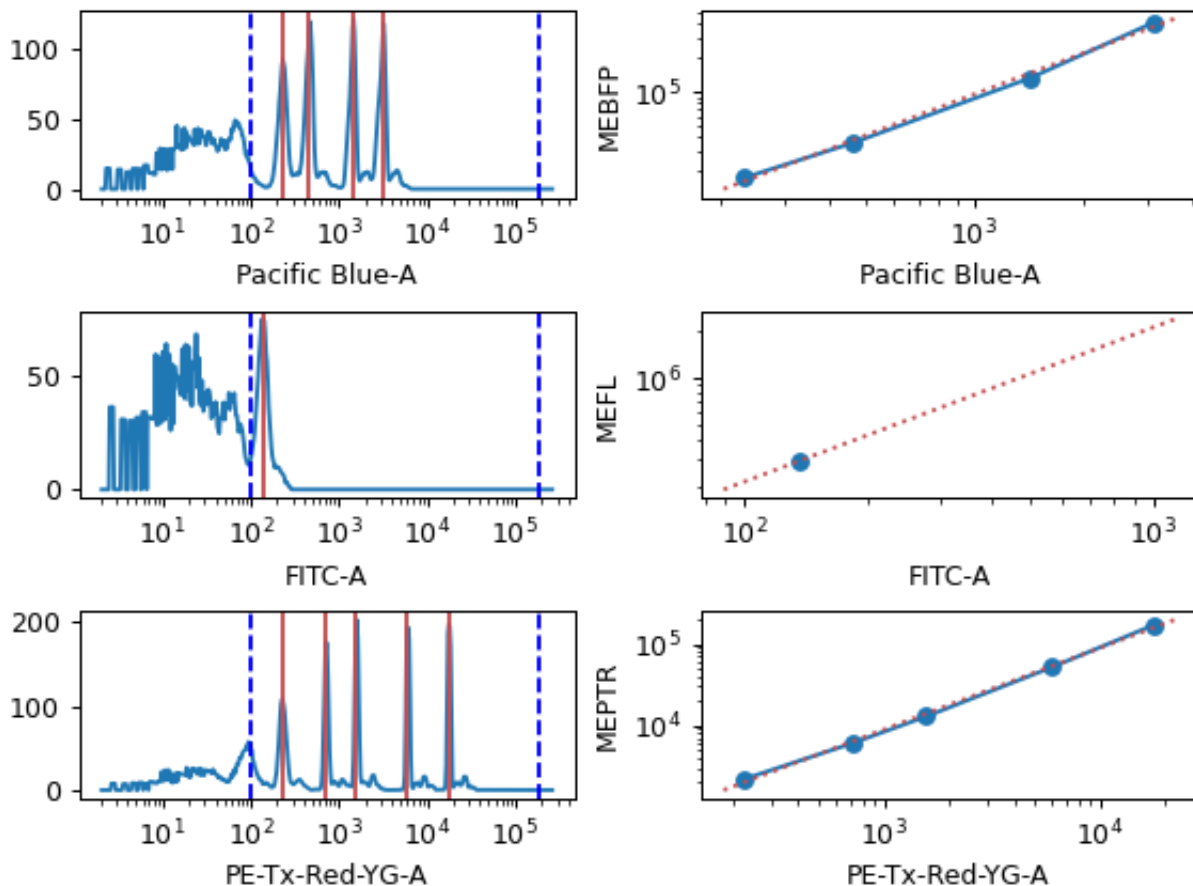 100
50
0
10^1 10^2 10^3 10^4 10^5
Pacific Blue-A
MEBFP
10^5
10^3
Pacific Blue-A
50
0
10^1 10^2 10^3 10^4 10^5
FITC-A
MEFL
10^6
10^2 10^3
FITC-A
200
100
0
10^1 10^2 10^3 10^4 10^5
PE-Tx-Red-YG-A
MEPTR
10^5
10^4
10^3 10^4
PE-Tx-Red-YG-A